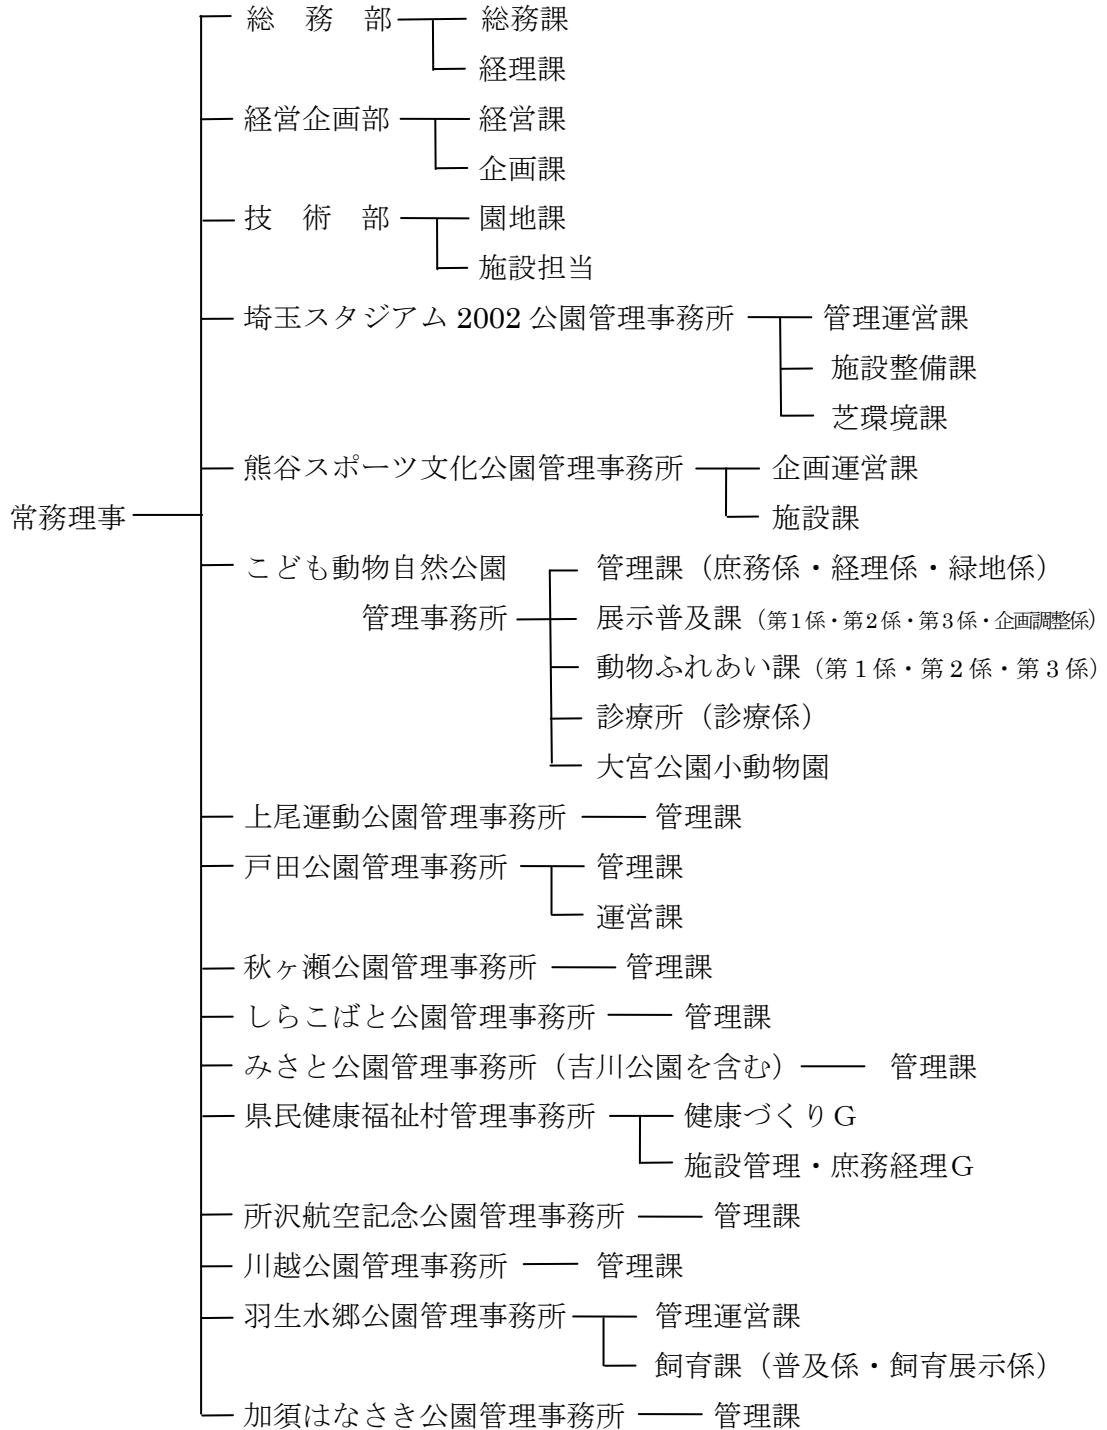 総　務　部　総務課
経理課
経営企画部　経営課
企画課
技　術　部　園地課
施設担当
埼玉スタジアム 2002 公園管理事務所　管理運営課
施設整備課
芝環境課
熊谷スポーツ文化公園管理事務所　企画運営課
常務理事　施設課
こども動物自然公園　管理課（庶務係・経理係・緑地係）
管理事務所　展示普及課（第1係・第2係・第3係・企画調整係）
動物ふれあい課（第 1 係・第 2 係・第 3 係）
診療所（診療係）
大宮公園小動物園
上尾運動公園管理事務所　管理課
戸田公園管理事務所　管理課
運営課
秋ヶ瀬公園管理事務所　管理課
しらこばと公園管理事務所　管理課
みさと公園管理事務所（吉川公園を含む）　管理課
県民健康福祉村管理事務所　健康づくりG
施設管理・庶務経理G
所沢航空記念公園管理事務所　管理課
川越公園管理事務所　管理課
羽生水郷公園管理事務所　管理運営課
飼育課（普及係・飼育展示係）
加須はなさき公園管理事務所　管理課